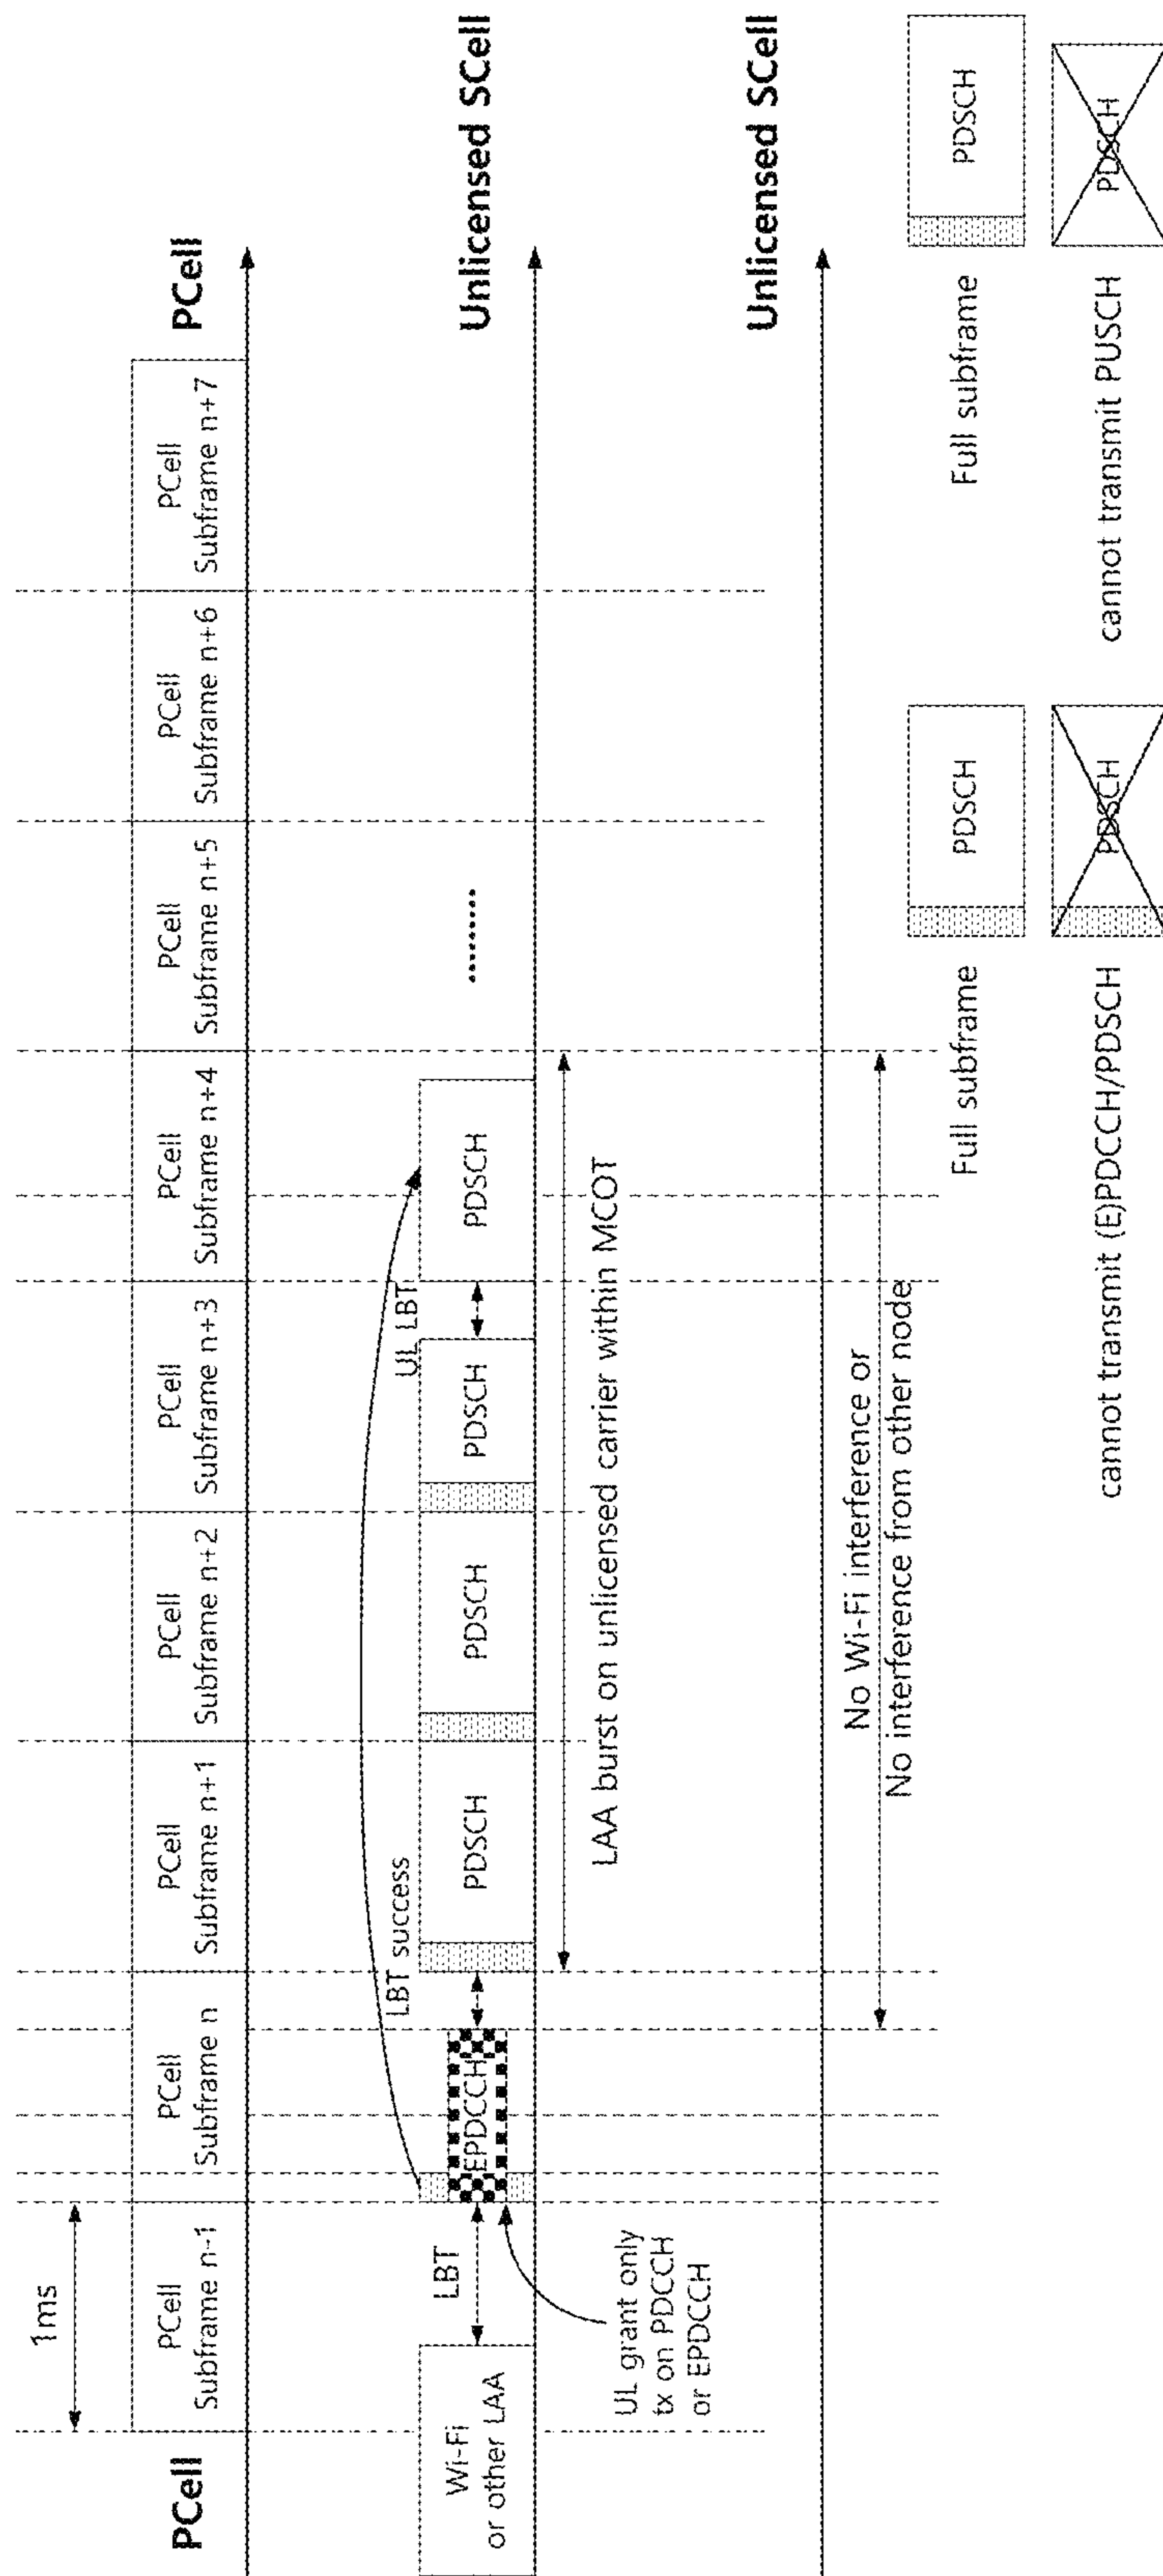 1ms
PCell
PCell
Subframe n-1
PCell
Subframe n
PCell
Subframe n+1
PCell
Subframe n+2
PCell
Subframe n+3
PCell
Subframe n+4
PCell
Subframe n+5
PCell
Subframe n+6
PCell
Subframe n+7
PCell
LBT success
UL LBT
Wi-Fi
or other LAA
LBT
EPDCCH
PDSCH
PDSCH
PDSCH
PDSCH
........
Unlicensed SCell
LAA burst on unlicensed carrier within MCOT
UL grant only
tx on PDCCH
or EPDCCH
Unlicensed SCell
No Wi-Fi interference or
No interference from other node
Full subframe
PDSCH
Full subframe
PDSCH
cannot transmit (E)PDCCH/PDSCH
PDSCH
cannot transmit PUSCH
PDSCH